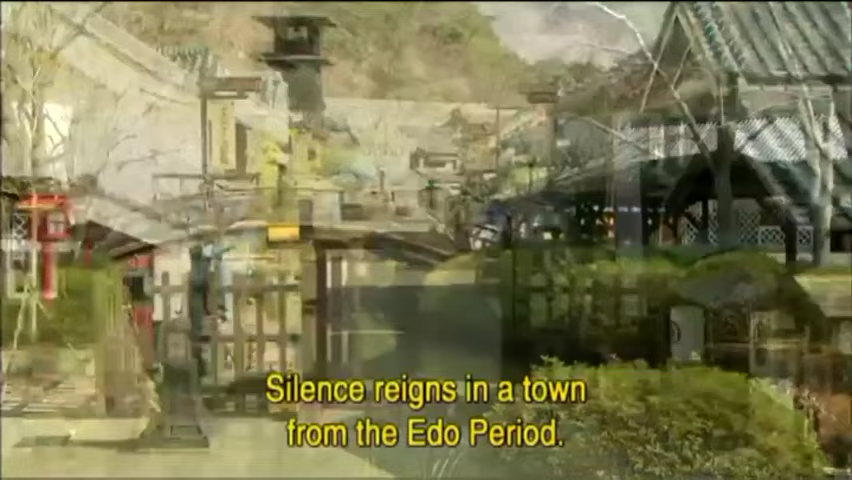 Silence reigns in a town
from the Edo Period.